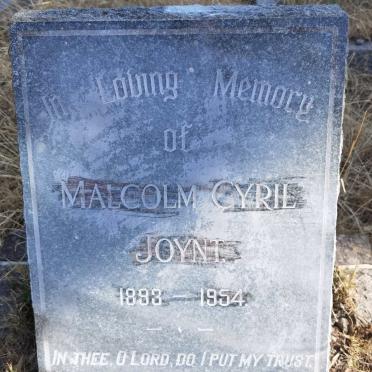 In Loving Memory
of
MALCOLM CYRIL
JOYNT.
1893 — 1954.
IN THEE, O LORD, DO I PUT MY TRUST.